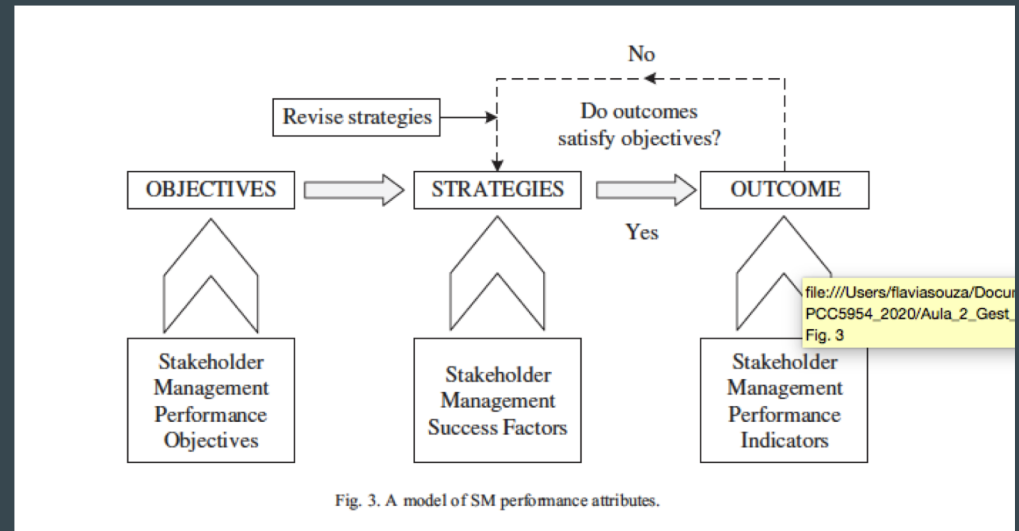 No
Revise strategies
Do outcomes
satisfy objectives?
OBJECTIVES
STRATEGIES
OUTCOME
Yes
file:///Users/flaviasouza/Docu
PCC5954_2020/Aula_2_Gest_
Fig. 3
Stakeholder
Management
Performance
Objectives
Stakeholder
Management
Success Factors
Stakeholder
Management
Performance
Indicators
Fig. 3. A model of SM performance attributes.